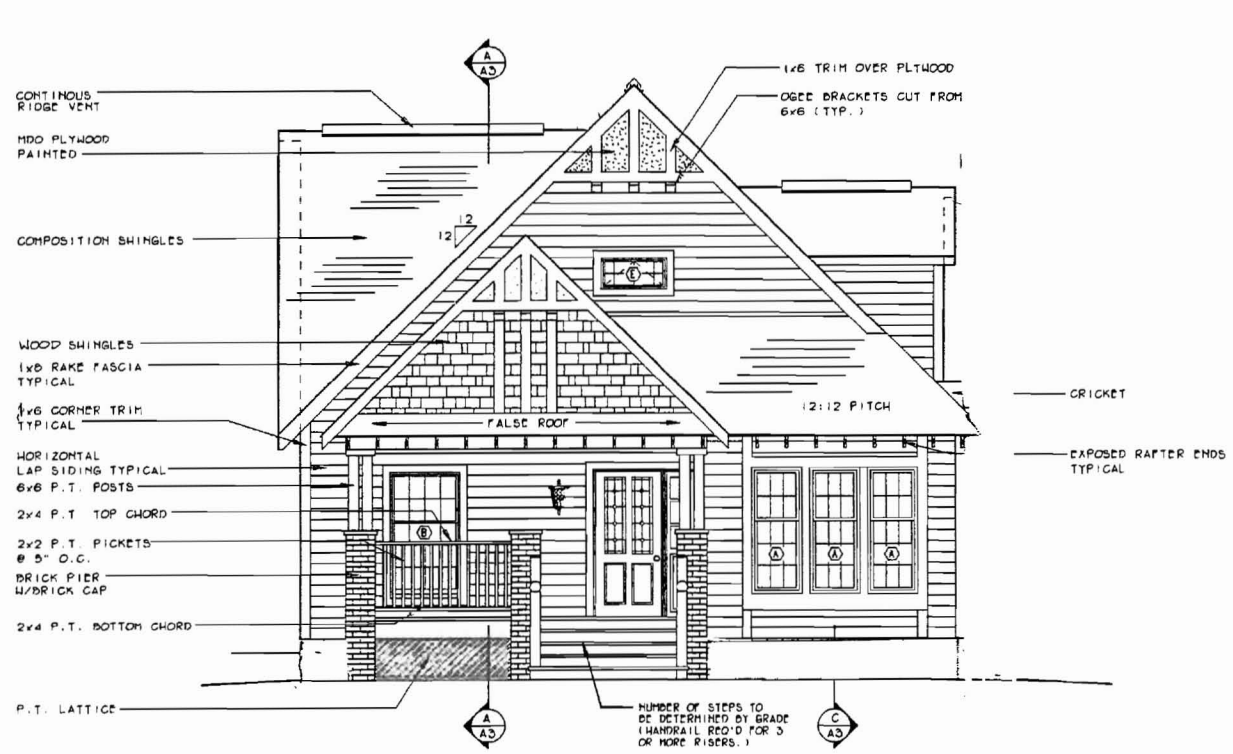 A
A3
CONTINOUS
RIDGE VENT
MDO PLYWOOD
PAINTED
COMPOSITION SHINGLES
WOOD SHINGLES
1x8 RAKE FASCIA
TYPICAL
1x6 CORNER TRIM
TYPICAL
HORIZONTAL
LAP SIDING TYPICAL
6x6 P.T. POSTS
2x4 P.T TOP CHORD
2x2 P.T. PICKETS
@ 5" O.C.
BRICK PIER
W/BRICK CAP
2x4 P.T. BOTTOM CHORD
P.T. LATTICE
12
12
E
FALSE ROOF
12:12 PITCH
B
A
A
A
1x6 TRIM OVER PLYWOOD
OGEE BRACKETS CUT FROM
6x6 (TYP.)
CRICKET
EXPOSED RAFTER ENDS
TYPICAL
A
A3
NUMBER OF STEPS TO
BE DETERMINED BY GRADE
(HANDRAIL REQ'D FOR 3
OR MORE RISERS.)
C
A3